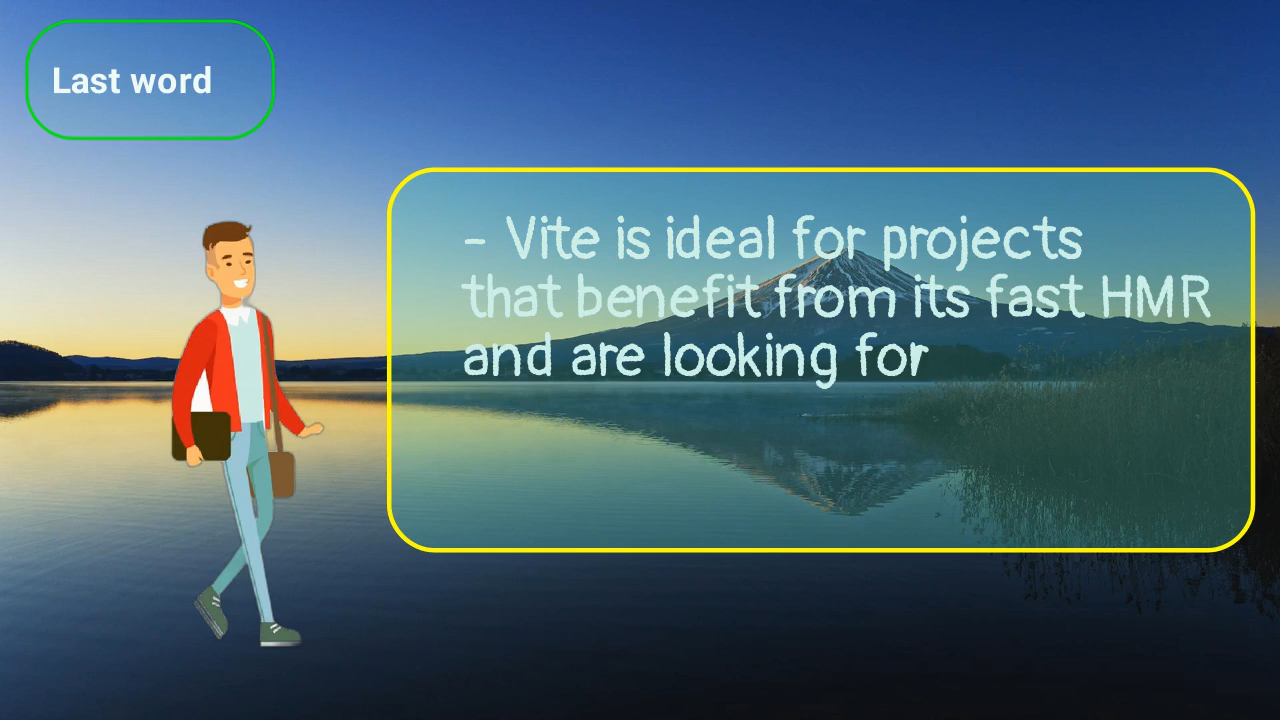 Last word
- Vite is ideal for projects
that benefit from its fast HMR
and are looking for